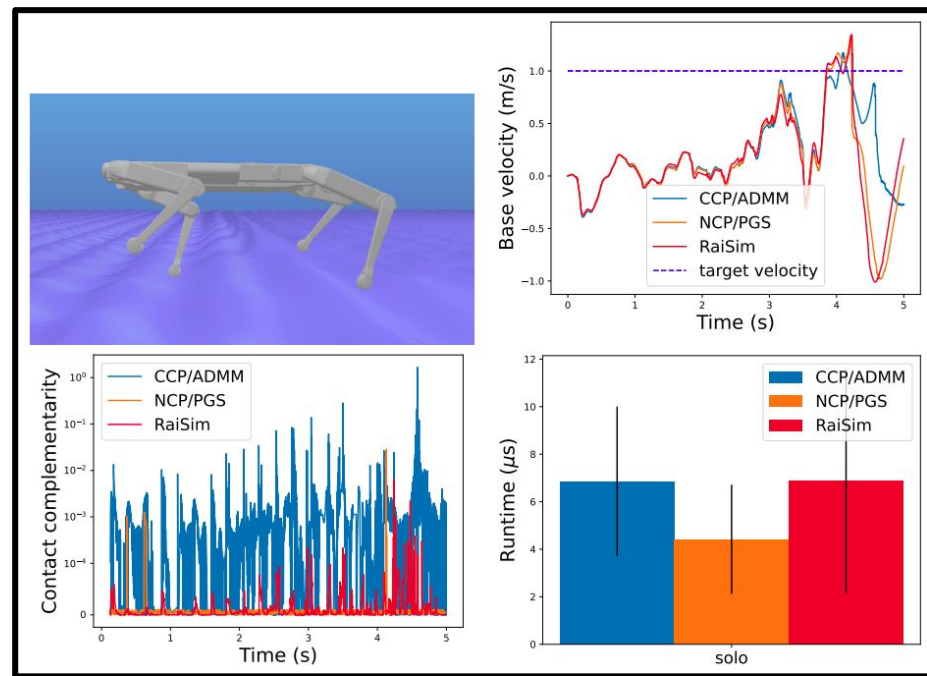 Base velocity (m/s)
1.0
0.5
0.0
−0.5
−1.0
CCP/ADMM
NCP/PGS
RaiSim
target velocity
0
1
2
3
4
5
Time (s)
Contact complementarity
10⁰
10⁻¹
10⁻²
10⁻³
10⁻⁴
0
CCP/ADMM
NCP/PGS
RaiSim
0
1
2
3
4
5
Time (s)
Runtime (μs)
12
10
8
6
4
2
0
CCP/ADMM
NCP/PGS
RaiSim
solo